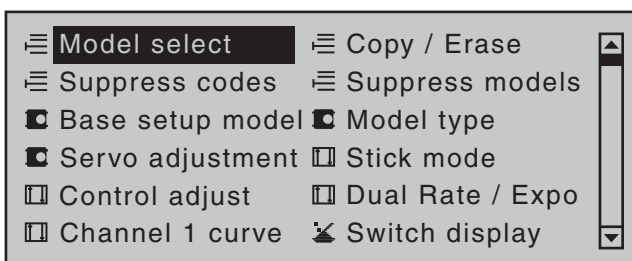 Model select Copy / Erase
Suppress codes Suppress models
Base setup model Model type
Servo adjustment Stick mode
Control adjust Dual Rate / Expo
Channel 1 curve Switch display